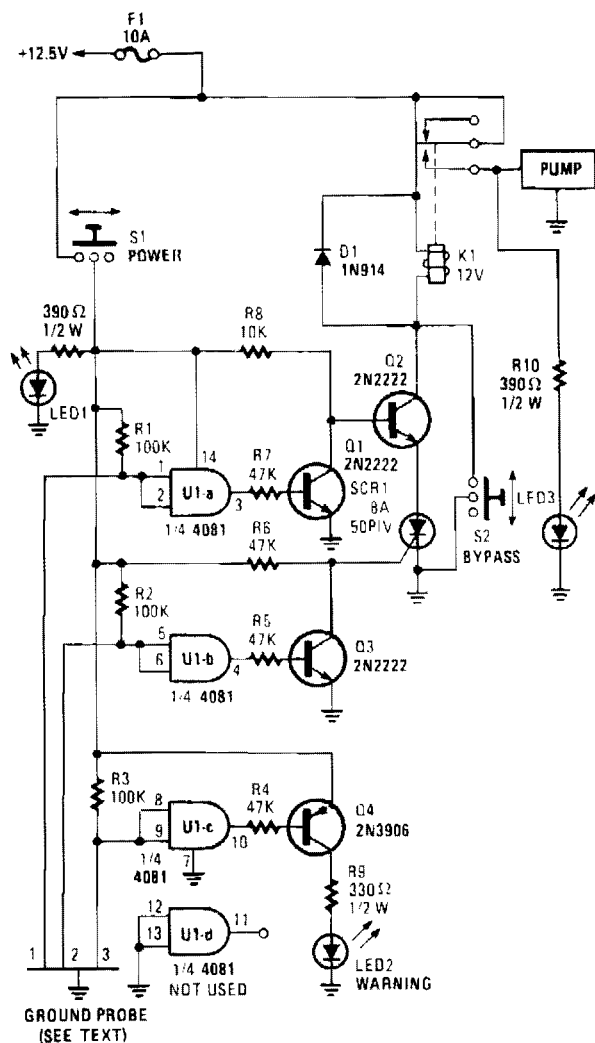 F1
10A
+12.5V
PUMP
S1
POWER
D1
1N914
K1
12V
390Ω
1/2 W
R8
10K
LED1
Q2
2N2222
R10
390Ω
1/2 W
R1
100K
14
1
2
U1-a
3
1/4 4081
R7
47K
Q1
2N2222
SCR1
8A
50PIV
LED3
S2
BYPASS
R6
47K
R2
100K
5
6
U1-b
4
1/4 4081
R5
47K
Q3
2N2222
R3
100K
8
9
U1-c
10
7
1/4
4081
R4
47K
Q4
2N3906
R9
330Ω
1/2 W
12
13
U1-d
11
1/4 4081
NOT USED
LED2
WARNING
1 2 3
GROUND PROBE
(SEE TEXT)